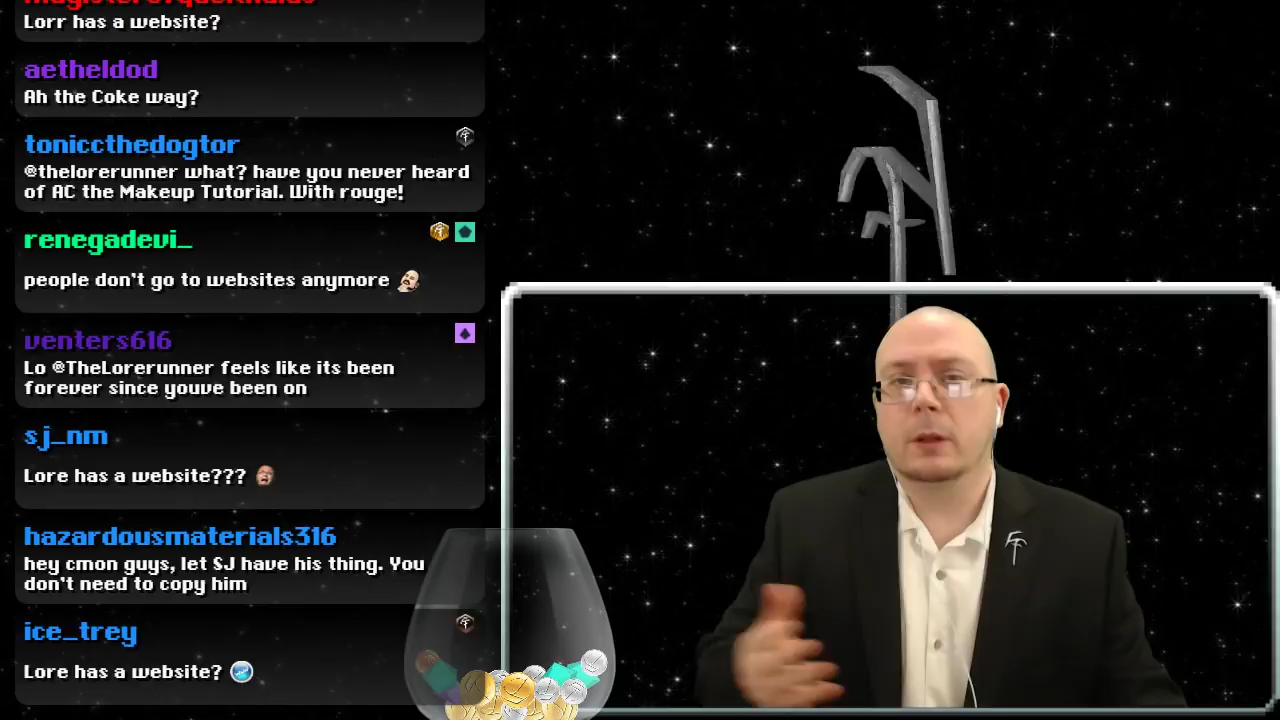 Lorr has a website?
aetheldod
Ah the Coke way?
toniccthedogtor
@thelorerunner what? have you never heard
of AC the Makeup Tutorial. With rouge!
renegadevi_
people don't go to websites anymore
venters616
Lo @TheLorerunner feels like its been
forever since youve been on
sj_nm
Lore has a website???
hazardousmaterials316
hey cmon guys, let SJ have his thing. You
don't need to copy him
ice_trey
Lore has a website?